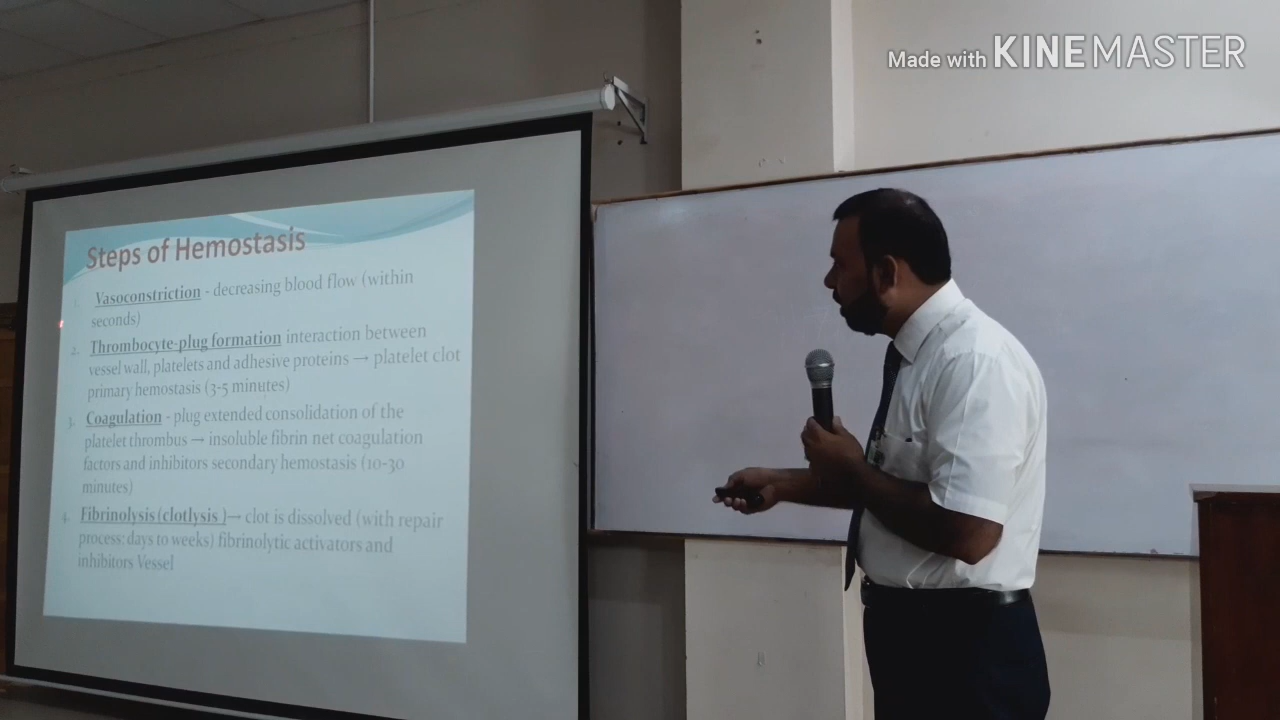 Made with KINEMASTER
Steps of Hemostasis
1. Vasoconstriction - decreasing blood flow (within
seconds)
2. Thrombocyte-plug formation interaction between
vessel wall, platelets and adhesive proteins → platelet clot
primary hemostasis (3-5 minutes)
3. Coagulation - plug extended consolidation of the
platelet thrombus → insoluble fibrin net coagulation
factors and inhibitors secondary hemostasis (10-30
minutes)
4. Fibrinolysis (clotlysis )→ clot is dissolved (with repair
process: days to weeks) fibrinolytic activators and
inhibitors Vessel